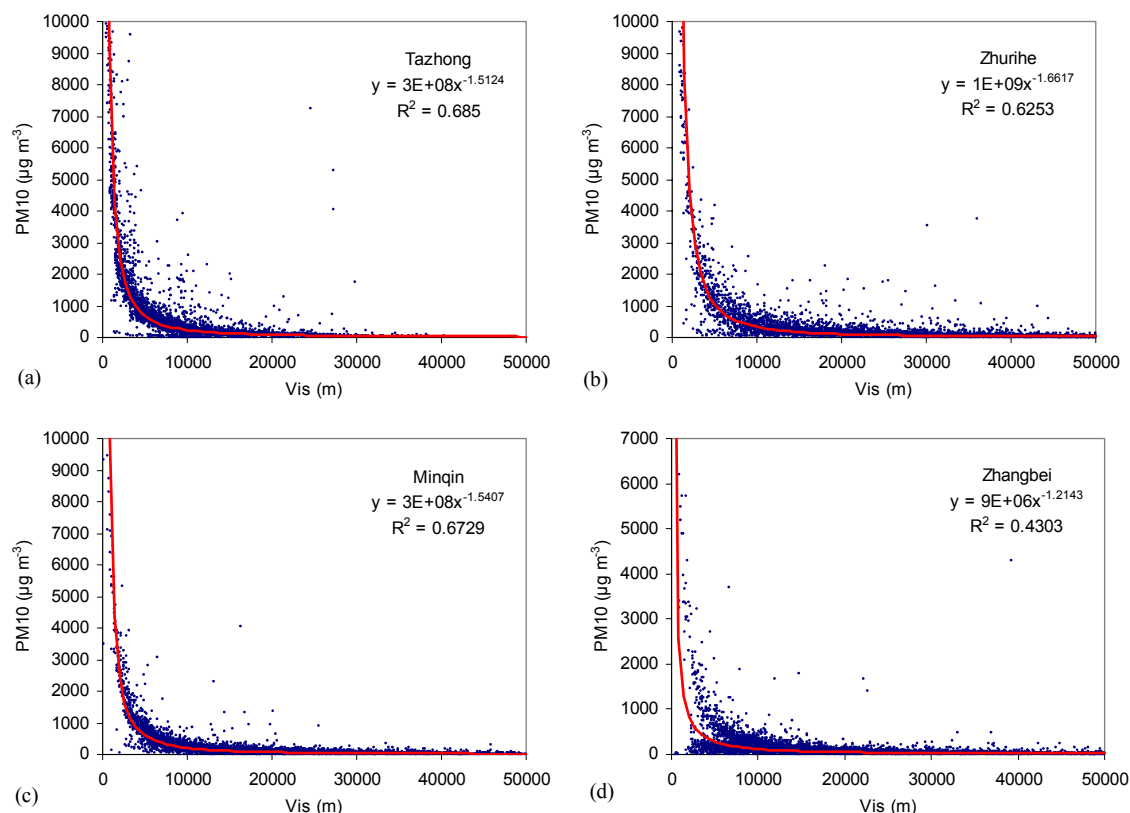 10000
9000
8000
7000
6000
5000
4000
3000
2000
1000
0
PM10 (µg m-3)
Tazhong
y = 3E+08x-1.5124
R2 = 0.685
0 10000 20000 30000 40000 50000
Vis (m)
(a)
10000
9000
8000
7000
6000
5000
4000
3000
2000
1000
0
PM10 (µg m-3)
Zhurihe
y = 1E+09x-1.6617
R2 = 0.6253
0 10000 20000 30000 40000 50000
Vis (m)
(b)
10000
9000
8000
7000
6000
5000
4000
3000
2000
1000
0
PM10 (µg m-3)
Minqin
y = 3E+08x-1.5407
R2 = 0.6729
0 10000 20000 30000 40000 50000
Vis (m)
(c)
7000
6000
5000
4000
3000
2000
1000
0
PM10 (µg m-3)
Zhangbei
y = 9E+06x-1.2143
R2 = 0.4303
0 10000 20000 30000 40000 50000
Vis (m)
(d)